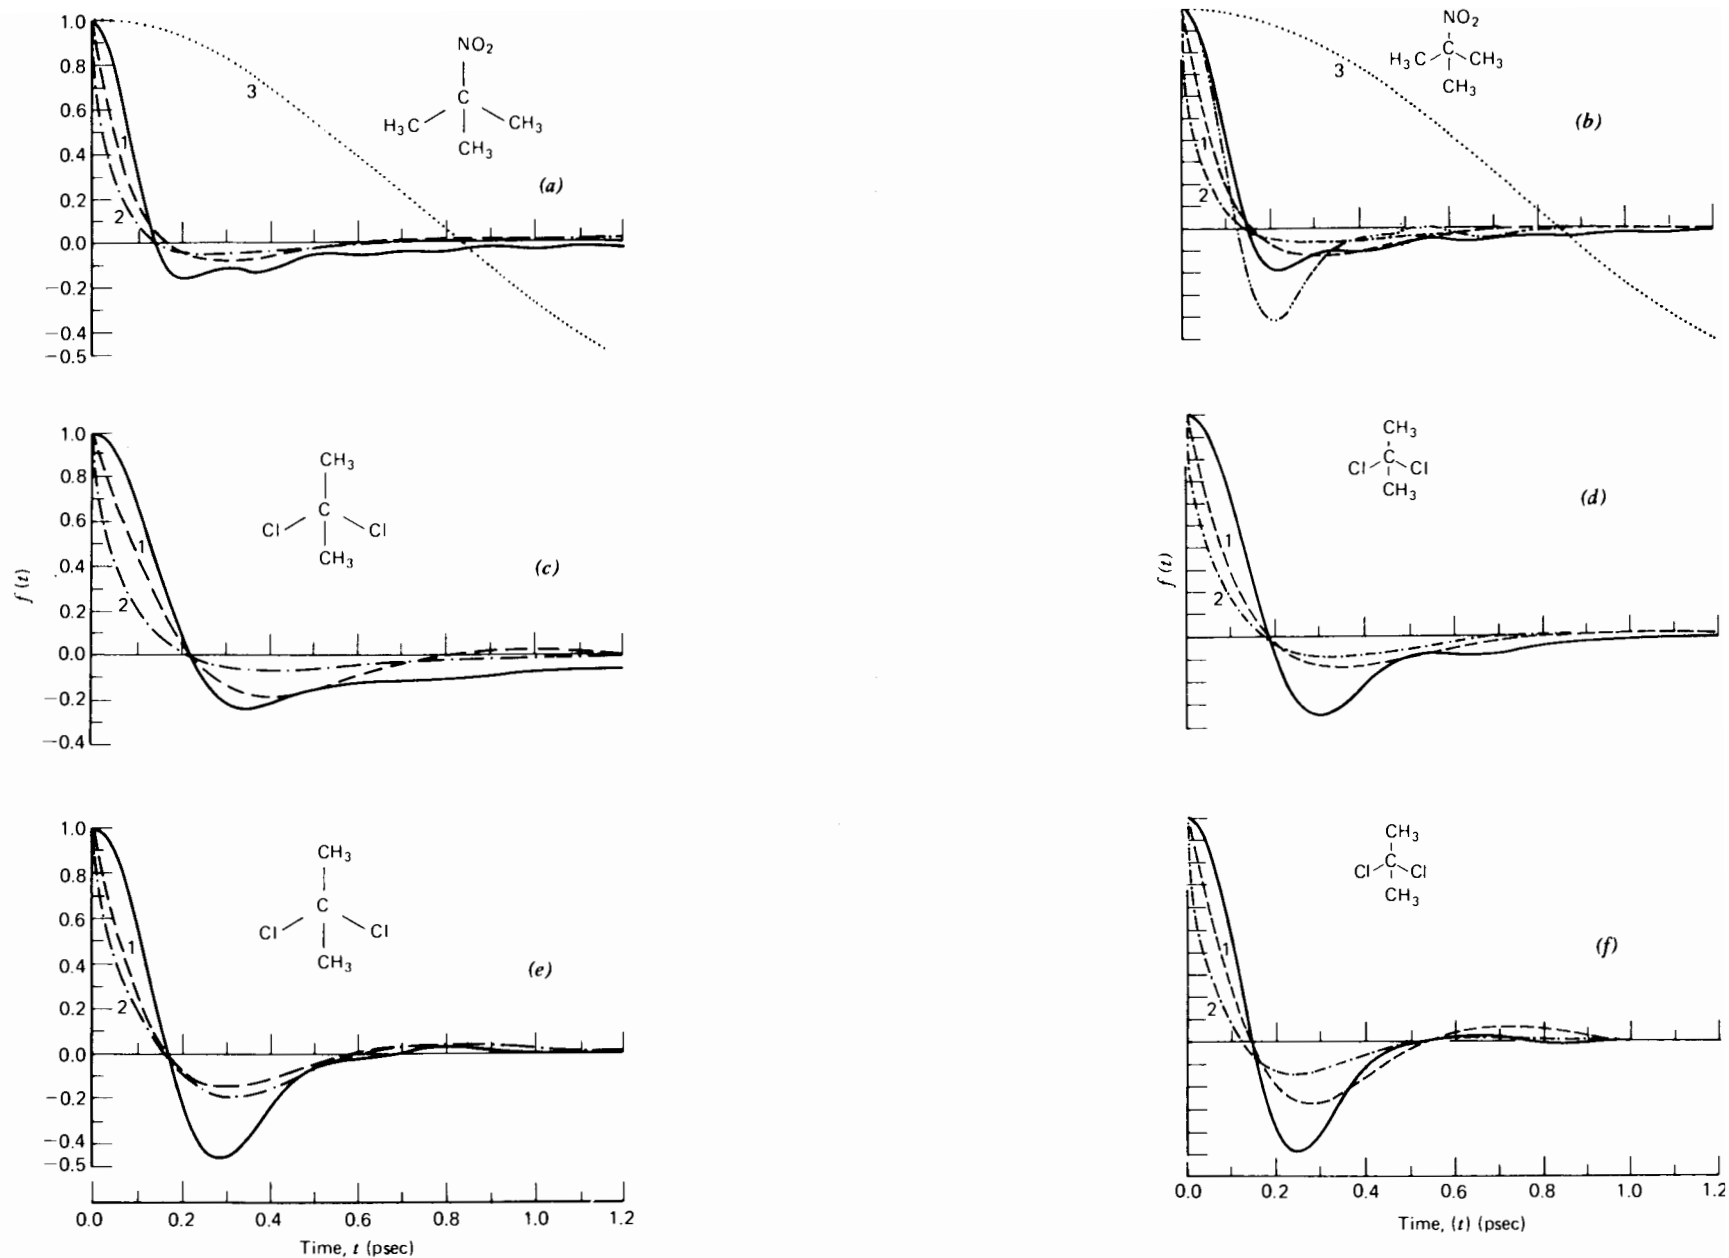 1.0
0.8
0.6
0.4
0.2
0.0
−0.2
−0.4
−0.5
1
2
3
NO2
C
H3C
CH3
CH3
(a)
1
2
3
NO2
H3C C CH3
CH3
(b)
f(t)
1.0
0.8
0.6
0.4
0.2
0.0
−0.2
−0.4
1
2
CH3
C
Cl Cl
CH3
(c)
f(t)
1
2
CH3
Cl C Cl
CH3
(d)
1.0
0.8
0.6
0.4
0.2
0.0
−0.2
−0.4
−0.5
1
2
CH3
C
Cl Cl
CH3
(e)
0.0 0.2 0.4 0.6 0.8 1.0 1.2
Time, t (psec)
1
2
CH3
Cl C Cl
CH3
(f)
0.0 0.2 0.4 0.6 0.8 1.0 1.2
Time, (t) (psec)